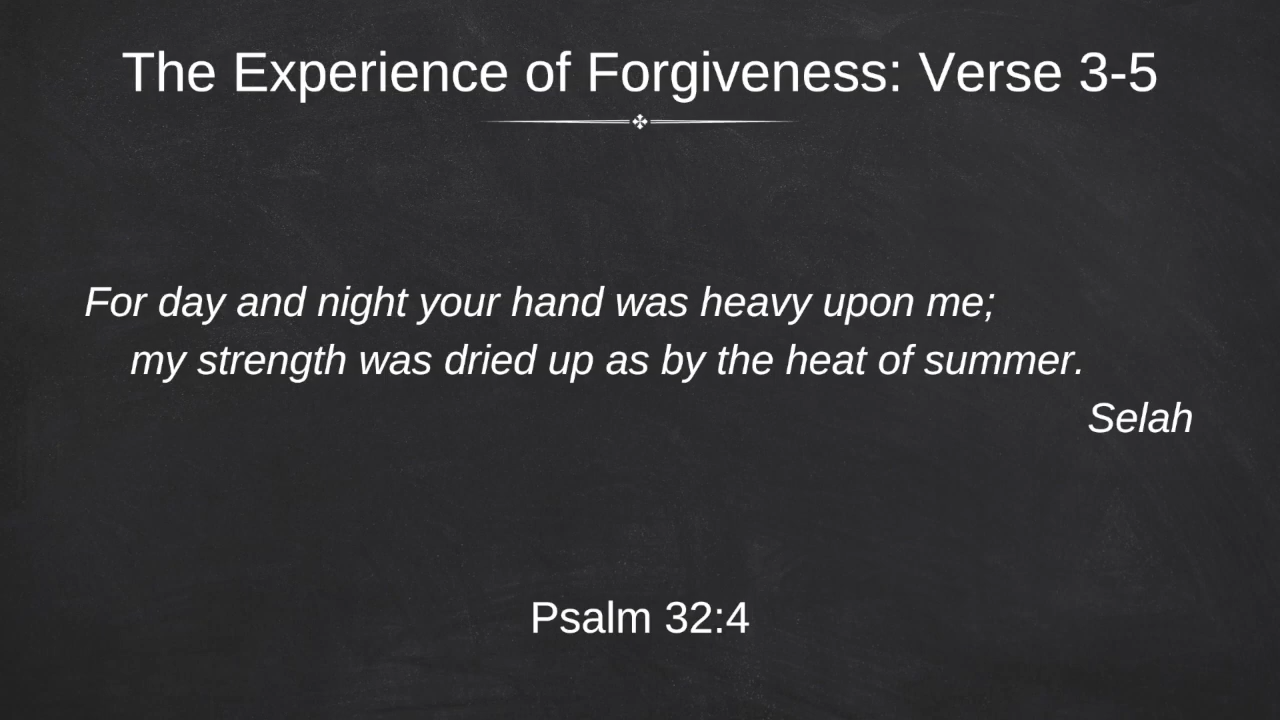 The Experience of Forgiveness: Verse 3-5
For day and night your hand was heavy upon me;
my strength was dried up as by the heat of summer.
Selah
Psalm 32:4